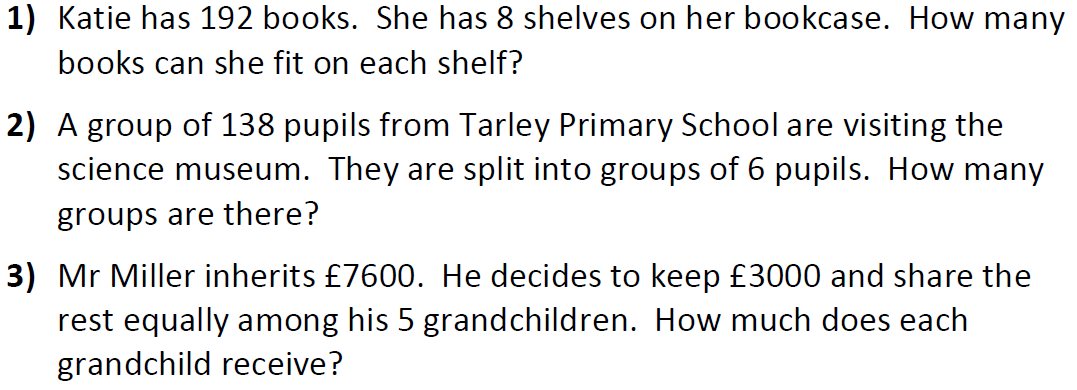 1) Katie has 192 books. She has 8 shelves on her bookcase. How many
books can she fit on each shelf?
2) A group of 138 pupils from Tarley Primary School are visiting the
science museum. They are split into groups of 6 pupils. How many
groups are there?
3) Mr Miller inherits £7600. He decides to keep £3000 and share the
rest equally among his 5 grandchildren. How much does each
grandchild receive?